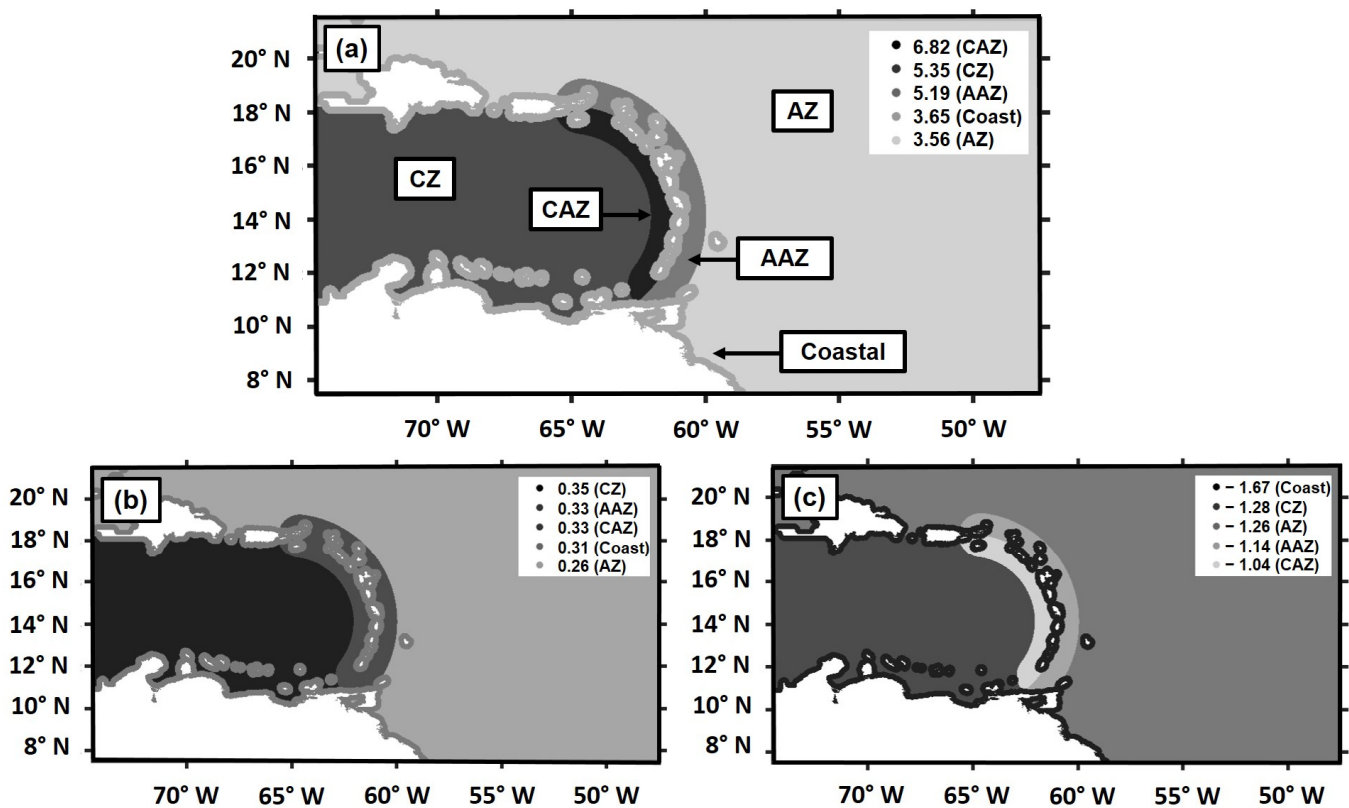 (a)
20° N
18° N
16° N
14° N
12° N
10° N
8° N
6.82 (CAZ)
5.35 (CZ)
5.19 (AAZ)
3.65 (Coast)
3.56 (AZ)
AZ
CZ
CAZ
AAZ
Coastal
70° W
65° W
60° W
55° W
50° W
(b)
20° N
18° N
16° N
14° N
12° N
10° N
8° N
0.35 (CZ)
0.33 (AAZ)
0.33 (CAZ)
0.31 (Coast)
0.26 (AZ)
70° W
65° W
60° W
55° W
50° W
(c)
20° N
18° N
16° N
14° N
12° N
10° N
8° N
− 1.67 (Coast)
− 1.28 (CZ)
− 1.26 (AZ)
− 1.14 (AAZ)
− 1.04 (CAZ)
70° W
65° W
60° W
55° W
50° W